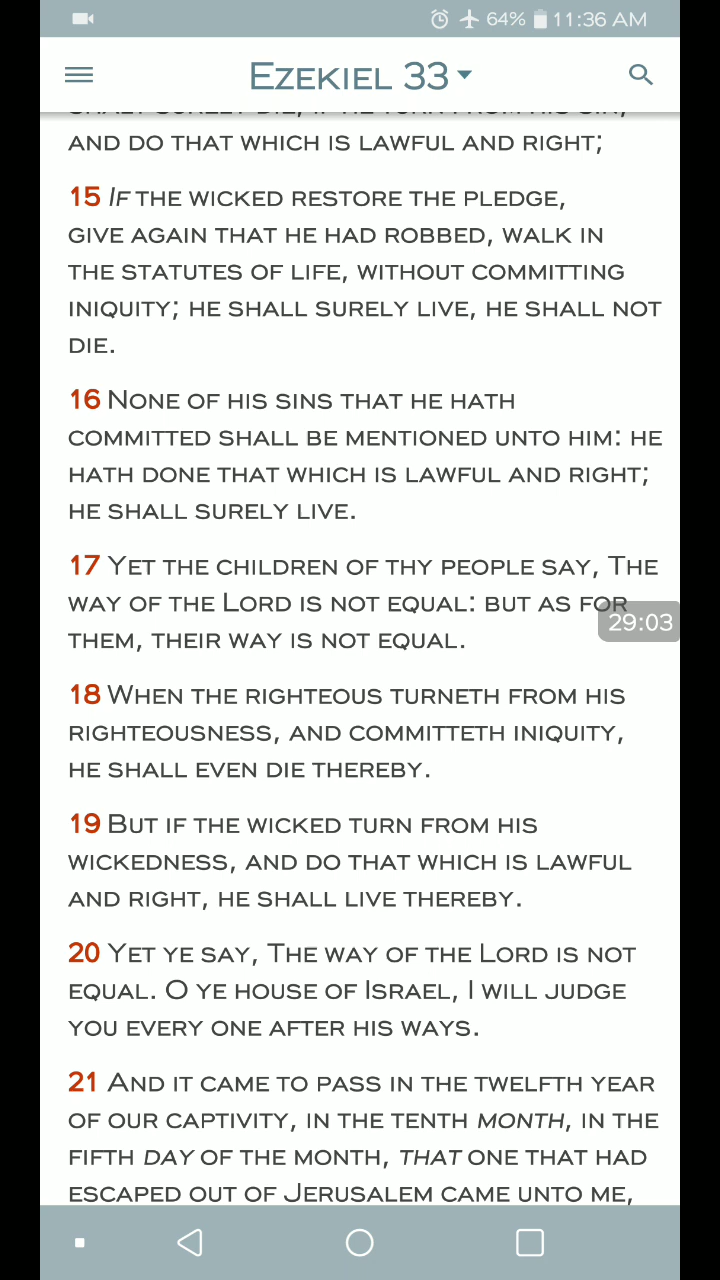 64% 11:36 AM
Ezekiel 33
AND DO THAT WHICH IS LAWFUL AND RIGHT;
15 If THE WICKED RESTORE THE PLEDGE,
GIVE AGAIN THAT HE HAD ROBBED, WALK IN
THE STATUTES OF LIFE, WITHOUT COMMITTING
INIQUITY; HE SHALL SURELY LIVE, HE SHALL NOT
DIE.
16 None OF HIS SINS THAT HE HATH
COMMITTED SHALL BE MENTIONED UNTO HIM: HE
HATH DONE THAT WHICH IS LAWFUL AND RIGHT;
HE SHALL SURELY LIVE.
17 Yet THE CHILDREN OF THY PEOPLE SAY, The
WAY OF THE Lord IS NOT EQUAL: BUT AS FOR
29:03
THEM, THEIR WAY IS NOT EQUAL.
18 When THE RIGHTEOUS TURNETH FROM HIS
RIGHTEOUSNESS, AND COMMITTETH INIQUITY,
HE SHALL EVEN DIE THEREBY.
19 But IF THE WICKED TURN FROM HIS
WICKEDNESS, AND DO THAT WHICH IS LAWFUL
AND RIGHT, HE SHALL LIVE THEREBY.
20 Yet YE SAY, The WAY OF THE Lord IS NOT
EQUAL. O YE HOUSE OF Israel, I WILL JUDGE
YOU EVERY ONE AFTER HIS WAYS.
21 And IT CAME TO PASS IN THE TWELFTH YEAR
OF OUR CAPTIVITY, IN THE TENTH MONTH, IN THE
FIFTH DAY OF THE MONTH, THAT ONE THAT HAD
ESCAPED OUT OF Jerusalem CAME UNTO ME,